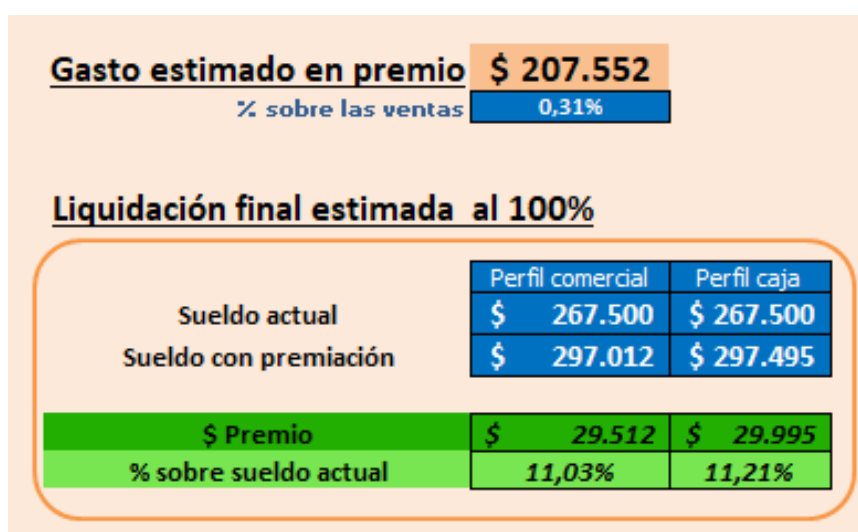 Gasto estimado en premio $ 207.552
% sobre las ventas 0,31%
Liquidación final estimada al 100%
Perfil comercial Perfil caja
Sueldo actual $ 267.500 $ 267.500
Sueldo con premiación $ 297.012 $ 297.495
$ Premio $ 29.512 $ 29.995
% sobre sueldo actual 11,03% 11,21%